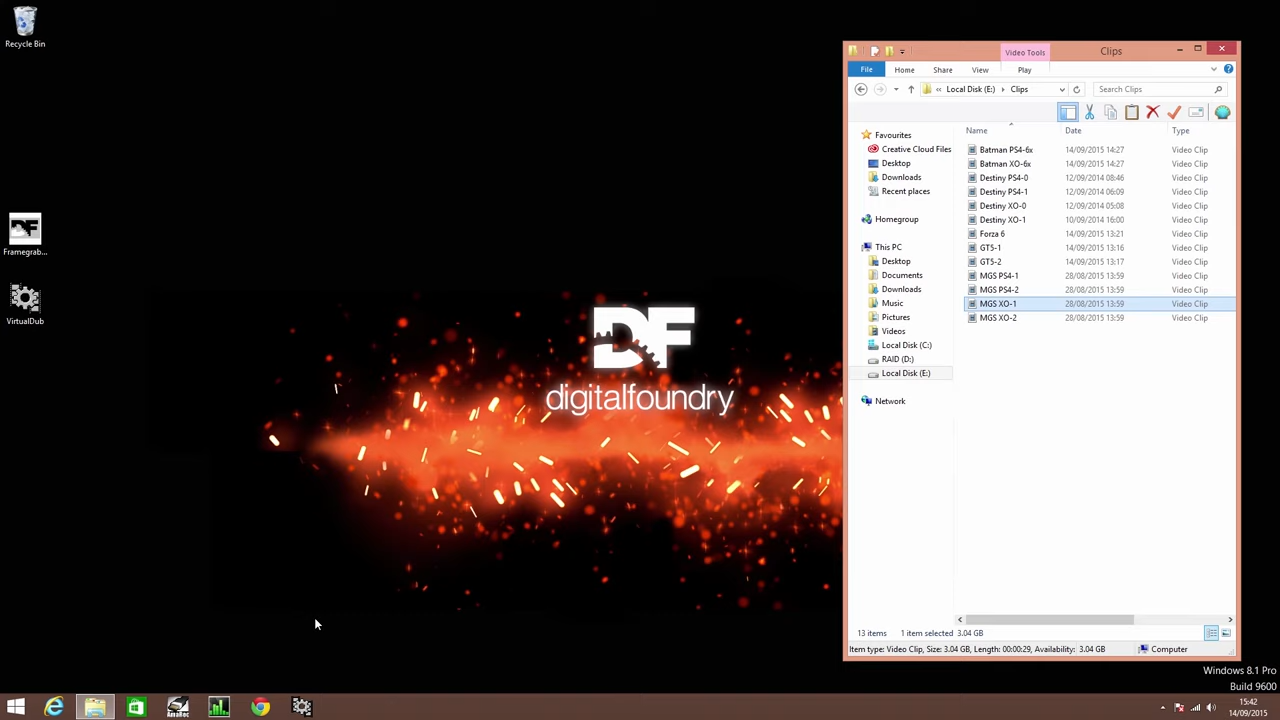 Recycle Bin
Framegrab...
VirtualDub
DF
digitalfoundry
Video Tools
Clips
File Home Share View Play
« Local Disk (E:) Clips
Search Clips
Name Date Type
Favourites
Creative Cloud Files
Desktop
Downloads
Recent places
Homegroup
This PC
Desktop
Documents
Downloads
Music
Pictures
Videos
Local Disk (C:)
RAID (D:)
Local Disk (E:)
Network
Batman PS4-6x 14/09/2015 14:27 Video Clip
Batman XO-6x 14/09/2015 14:27 Video Clip
Destiny PS4-0 12/09/2014 08:46 Video Clip
Destiny PS4-1 12/09/2014 06:09 Video Clip
Destiny XO-0 12/09/2014 05:08 Video Clip
Destiny XO-1 10/09/2014 16:00 Video Clip
Forza 6 14/09/2015 13:21 Video Clip
GT5-1 14/09/2015 13:16 Video Clip
GT5-2 14/09/2015 13:17 Video Clip
MGS PS4-1 28/08/2015 13:59 Video Clip
MGS PS4-2 28/08/2015 13:59 Video Clip
MGS XO-1 28/08/2015 13:59 Video Clip
MGS XO-2 28/08/2015 13:59 Video Clip
13 items 1 item selected 3.04 GB
Item type: Video Clip, Size: 3.04 GB, Length: 00:00:29, Availability: 3.04 GB
Computer
Windows 8.1 Pro
Build 9600
15:42
14/09/2015